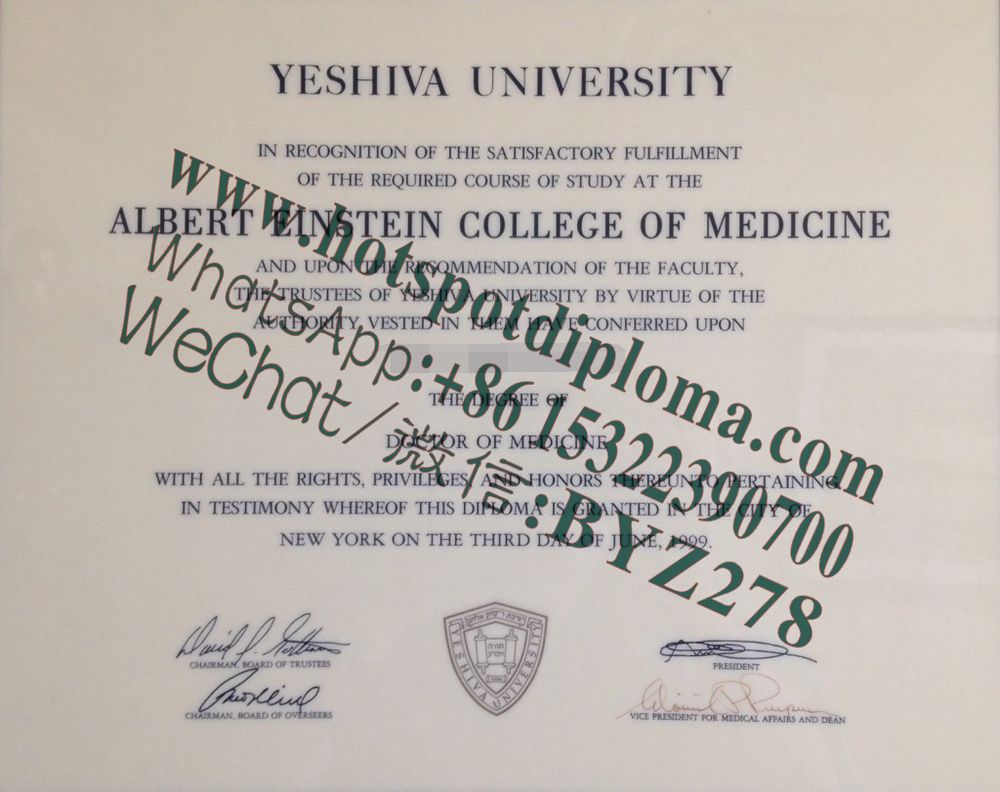 YESHIVA UNIVERSITY
IN RECOGNITION OF THE SATISFACTORY FULFILLMENT
OF THE REQUIRED COURSE OF STUDY AT THE
ALBERT EINSTEIN COLLEGE OF MEDICINE
AND UPON THE RECOMMENDATION OF THE FACULTY,
THE TRUSTEES OF YESHIVA UNIVERSITY BY VIRTUE OF THE
AUTHORITY VESTED IN THEM HAVE CONFERRED UPON
THE DEGREE OF
DOCTOR OF MEDICINE
WITH ALL THE RIGHTS, PRIVILEGES, AND HONORS THEREUNTO PERTAINING.
IN TESTIMONY WHEREOF THIS DIPLOMA IS GRANTED IN THE CITY OF
NEW YORK ON THE THIRD DAY OF JUNE, 1999.
www.hotspotdiploma.com
WhatsApp:+86 15322390700
WeChat/微信:BYZ278
CHAIRMAN, BOARD OF TRUSTEES
CHAIRMAN, BOARD OF OVERSEERS
YESHIVA UNIVERSITY
תורה
ומדע
PRESIDENT
VICE PRESIDENT FOR MEDICAL AFFAIRS AND DEAN